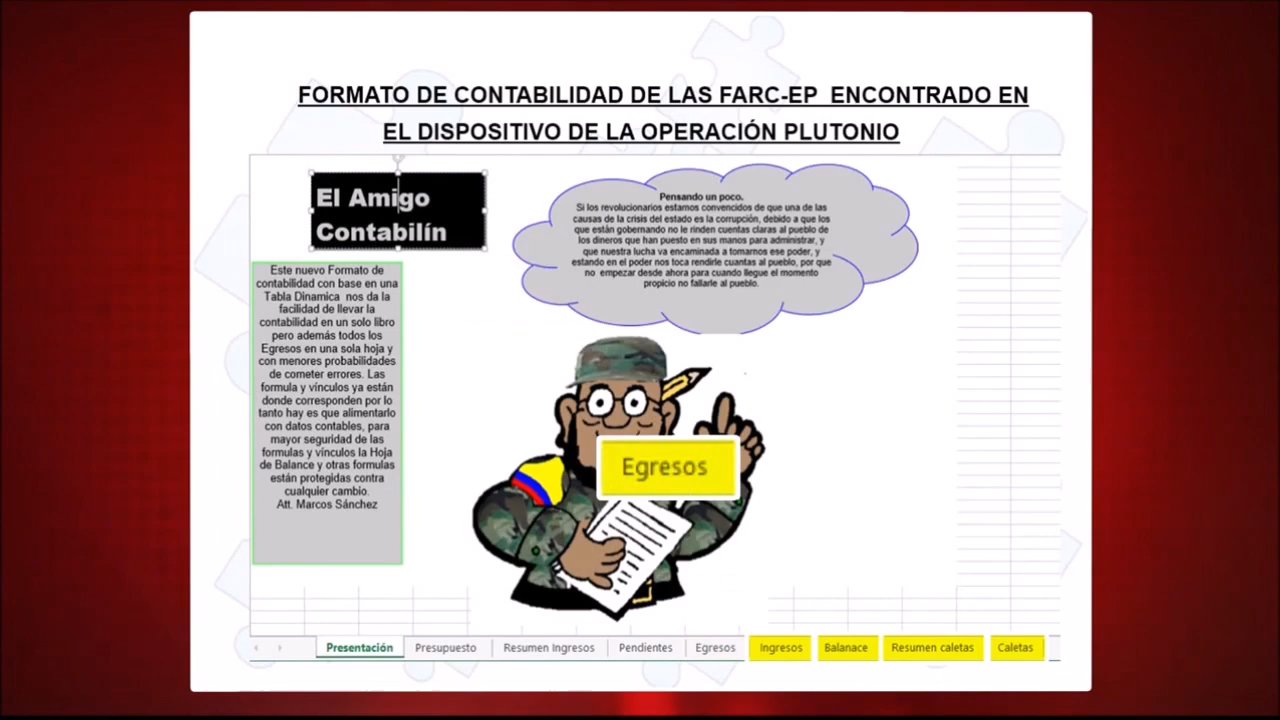 FORMATO DE CONTABILIDAD DE LAS FARC-EP ENCONTRADO EN
EL DISPOSITIVO DE LA OPERACIÓN PLUTONIO
El Amigo
Contabilín
Pensando un poco.
Si los revolucionarios estamos convencidos de que una de las
causas de la crisis del estado es la corrupción, debido a que los
que están gobernando no le rinden cuentas claras al pueblo de
los dineros que han puesto en sus manos para administrar, y
que nuestra lucha va encaminada a tomarnos ese poder, y
estando en el poder nos toca rendirle cuantas al pueblo, por que
no empezar desde ahora para cuando llegue el momento
propicio no fallarle al pueblo.
Este nuevo Formato de
contabilidad con base en una
Tabla Dinamica nos da la
facilidad de llevar la
contabilidad en un solo libro
pero además todos los
Egresos en una sola hoja y
con menores probabilidades
de cometer errores. Las
formula y vínculos ya están
donde corresponden por lo
tanto hay es que alimentarlo
con datos contables, para
mayor seguridad de las
formulas y vínculos la Hoja
de Balance y otras formulas
están protegidas contra
cualquier cambio.
Att. Marcos Sánchez
Egresos
Presentación Presupuesto Resumen Ingresos Pendientes Egresos Ingresos Balanace Resumen caletas Caletas